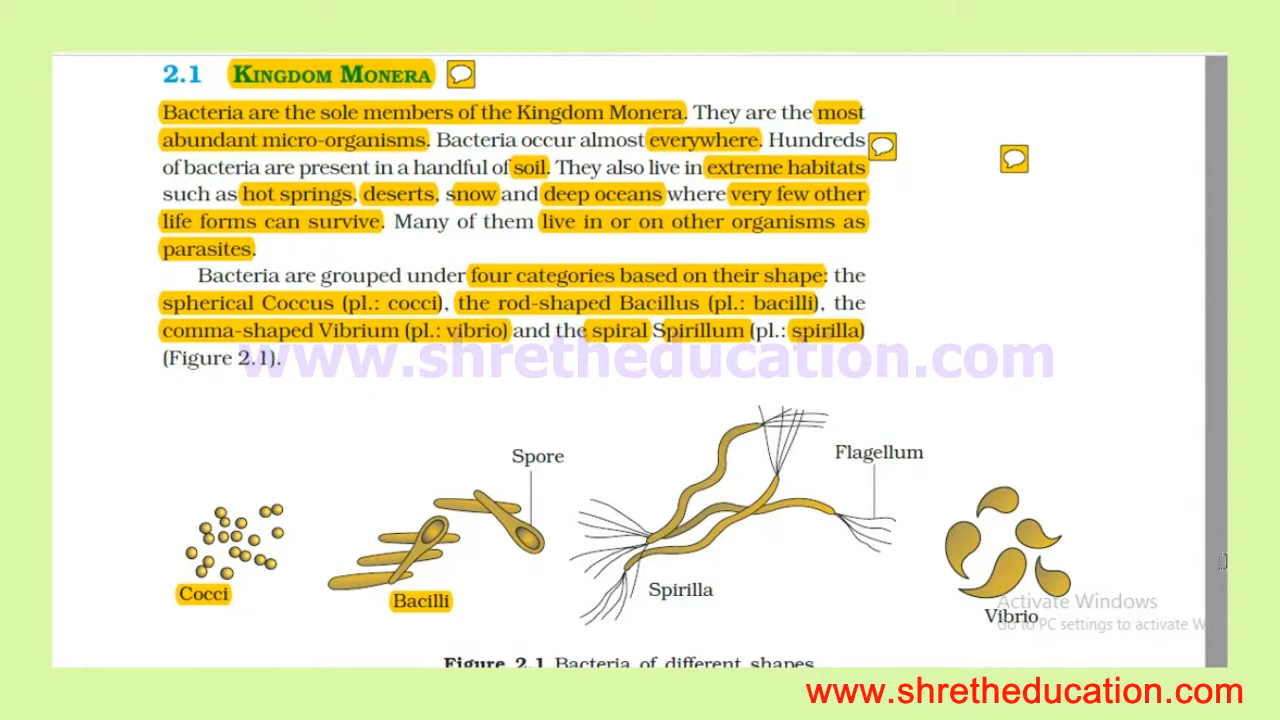 2.1 KINGDOM MONERA
Bacteria are the sole members of the Kingdom Monera. They are the most
abundant micro-organisms. Bacteria occur almost everywhere. Hundreds
of bacteria are present in a handful of soil. They also live in extreme habitats
such as hot springs, deserts, snow and deep oceans where very few other
life forms can survive. Many of them live in or on other organisms as
parasites.
Bacteria are grouped under four categories based on their shape: the
spherical Coccus (pl.: cocci), the rod-shaped Bacillus (pl.: bacilli), the
comma-shaped Vibrium (pl.: vibrio) and the spiral Spirillum (pl.: spirilla)
(Figure 2.1).
www.shretheducation.com
Spore
Flagellum
Cocci
Bacilli
Spirilla
Vibrio
Activate Windows
Go to PC settings to activate W
Figure 2.1 Bacteria of different shapes
www.shretheducation.com